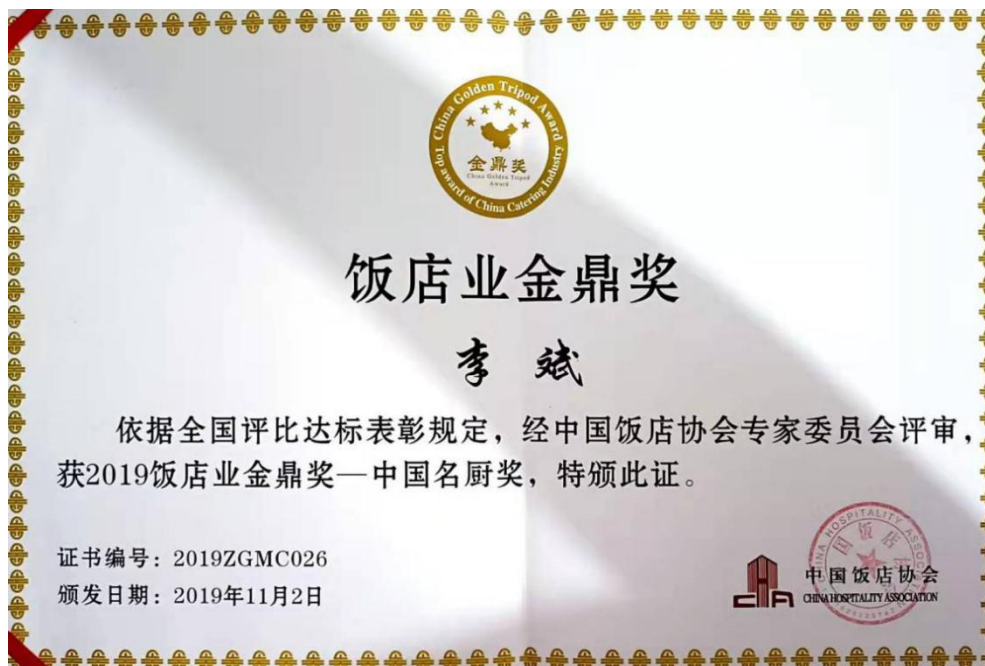 China Golden Tripod Award
金鼎奖
China Golden Tripod
Award
Top award of China Catering Industry
饭店业金鼎奖
李 斌
依据全国评比达标表彰规定，经中国饭店协会专家委员会评审，
获2019饭店业金鼎奖—中国名厨奖，特颁此证。
证书编号：2019ZGMC026
颁发日期：2019年11月2日
中国饭店协会
CHINA HOSPITALITY ASSOCIATION
CHINA HOSPITALITY ASSOCIATION